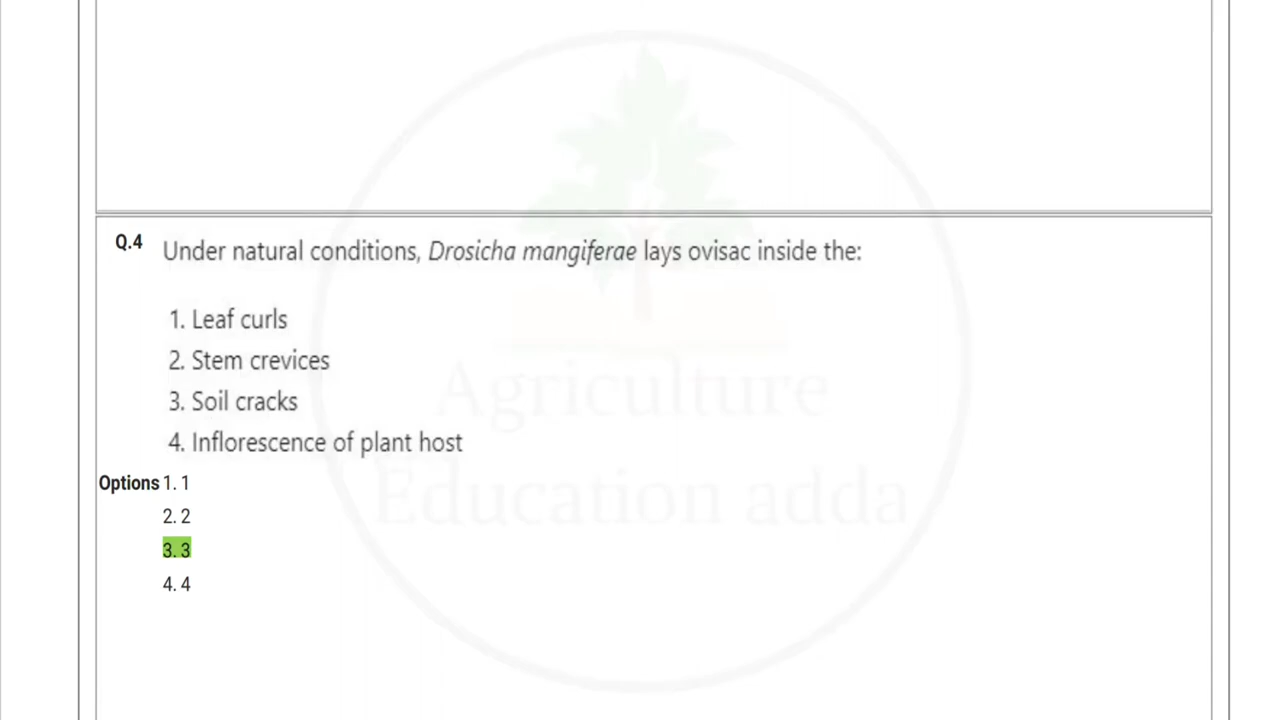 Q.4 Under natural conditions, Drosicha mangiferae lays ovisac inside the:
1. Leaf curls
2. Stem crevices
3. Soil cracks
4. Inflorescence of plant host
Options 1. 1
2. 2
3. 3
4. 4
Agriculture
Education adda